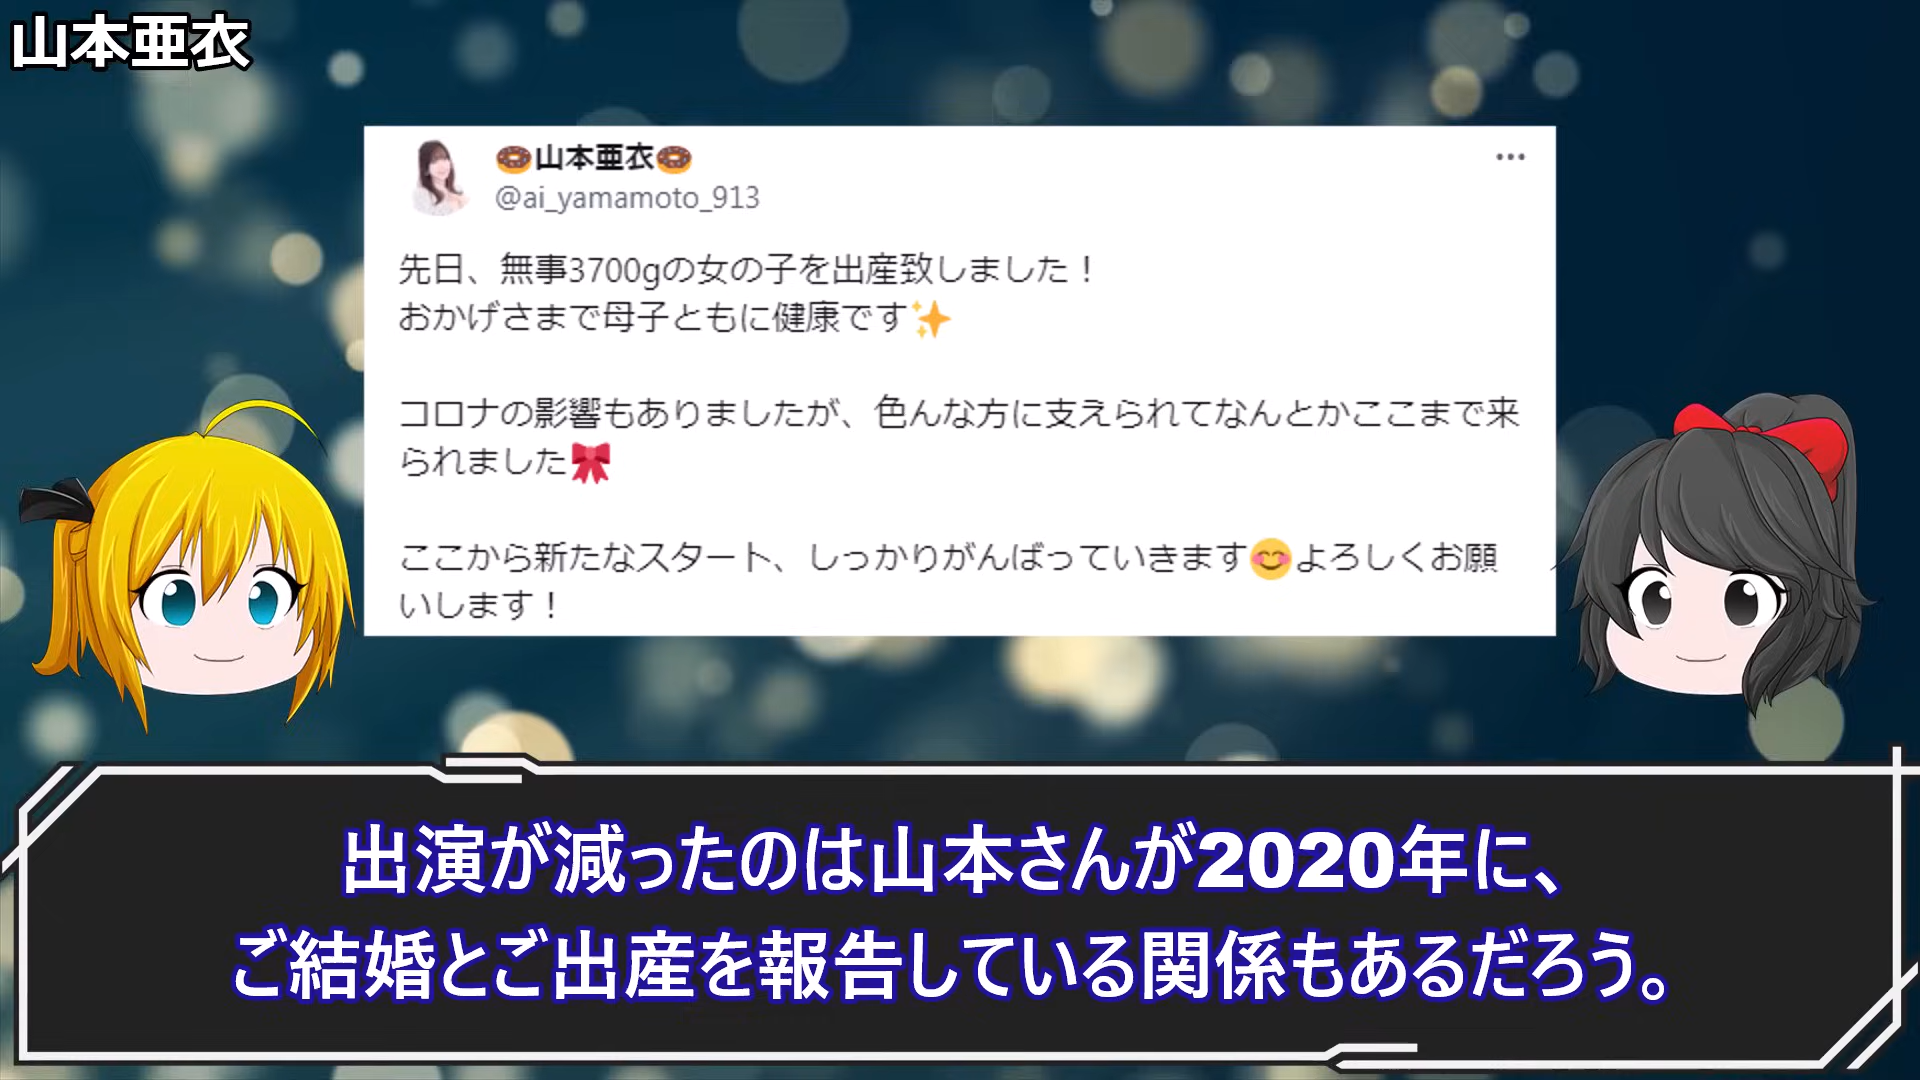 山本亜衣
🍩山本亜衣🍩
@ai_yamamoto_913
先日、無事3700gの女の子を出産致しました！
おかげさまで母子ともに健康です✨
コロナの影響もありましたが、色んな方に支えられてなんとかここまで来
られました🎀
ここから新たなスタート、しっかりがんばっていきます😊よろしくお願
いします！
出演が減ったのは山本さんが2020年に、
ご結婚とご出産を報告している関係もあるだろう。